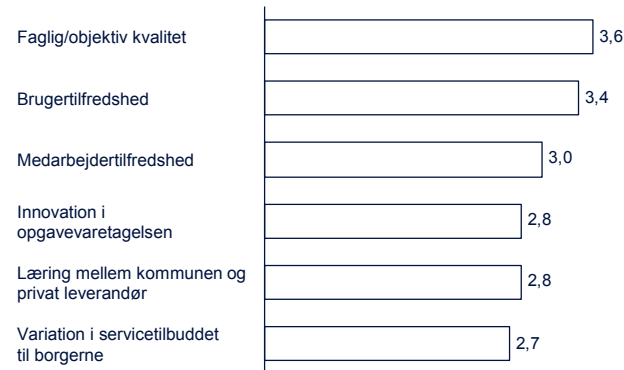 Faglig/objektiv kvalitet
3,6
Brugertilfredshed
3,4
Medarbejdertilfredshed
3,0
Innovation i
opgavevaretagelsen
2,8
Læring mellem kommunen og
privat leverandør
2,8
Variation i servicetilbuddet
til borgerne
2,7